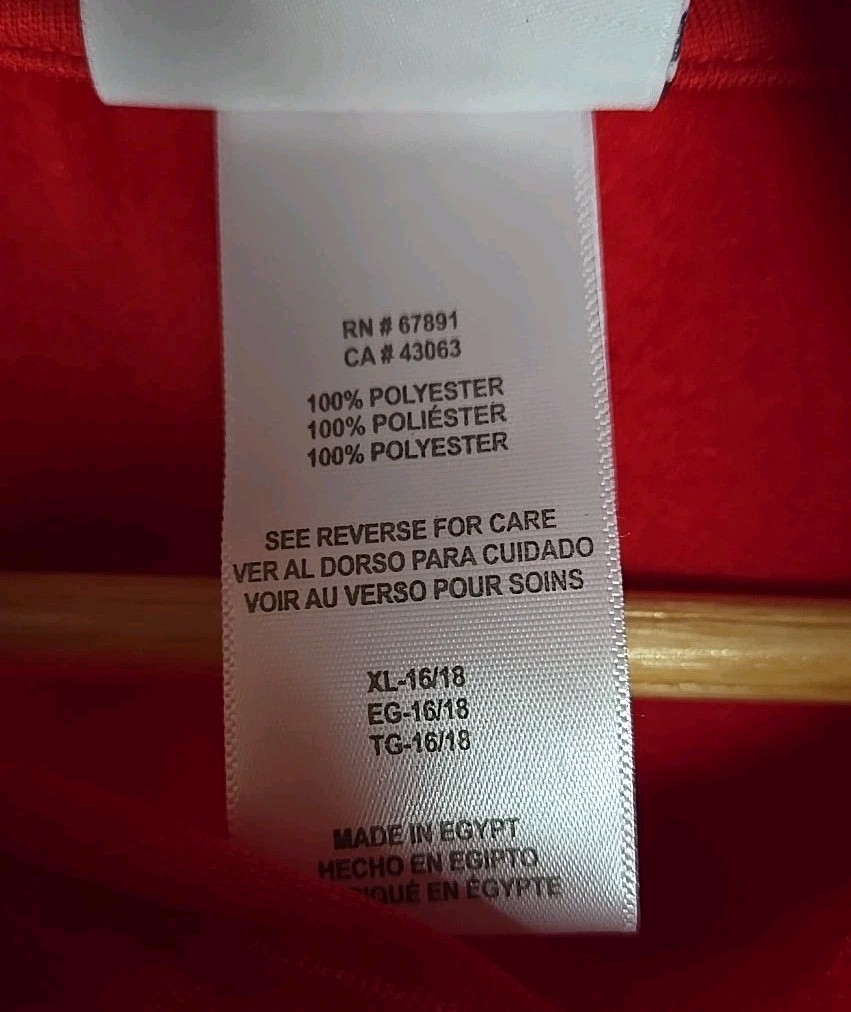 RN # 67891
CA # 43063
100% POLYESTER
100% POLIÉSTER
100% POLYESTER
SEE REVERSE FOR CARE
VER AL DORSO PARA CUIDADO
VOIR AU VERSO POUR SOINS
XL-16/18
EG-16/18
TG-16/18
MADE IN EGYPT
HECHO EN EGIPTO
EN ÉGYPTE